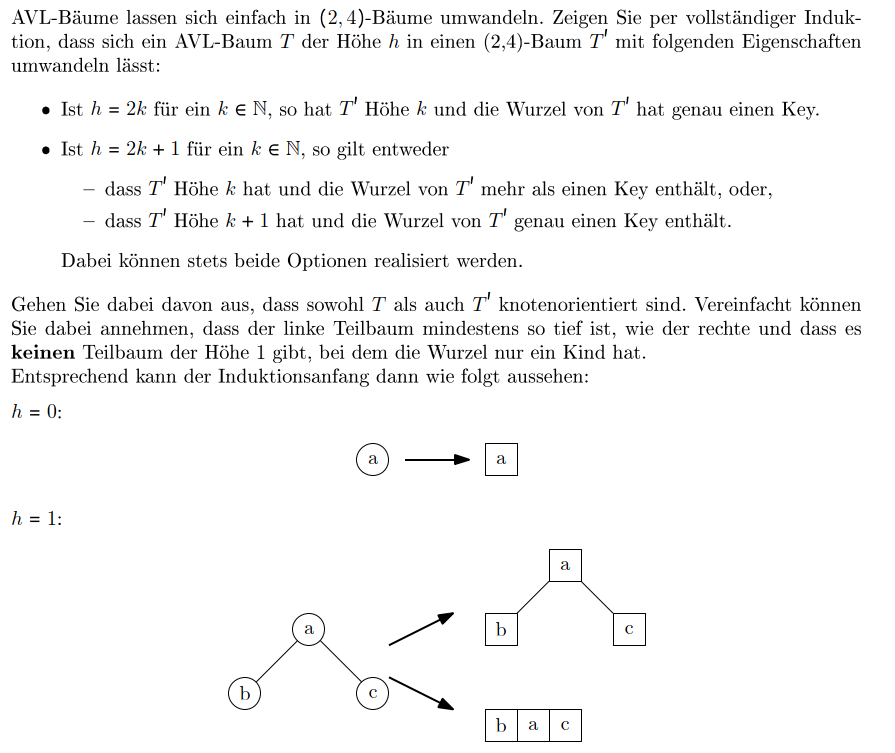 AVL-Bäume lassen sich einfach in (2,4)-Bäume umwandeln. Zeigen Sie per vollständiger Induk-
tion, dass sich ein AVL-Baum T der Höhe h in einen (2,4)-Baum T′ mit folgenden Eigenschaften
umwandeln lässt:
• Ist h = 2k für ein k ∈ ℕ, so hat T′ Höhe k und die Wurzel von T′ hat genau einen Key.
• Ist h = 2k + 1 für ein k ∈ ℕ, so gilt entweder
– dass T′ Höhe k hat und die Wurzel von T′ mehr als einen Key enthält, oder,
– dass T′ Höhe k + 1 hat und die Wurzel von T′ genau einen Key enthält.
Dabei können stets beide Optionen realisiert werden.
Gehen Sie dabei davon aus, dass sowohl T als auch T′ knotenorientiert sind. Vereinfacht können
Sie dabei annehmen, dass der linke Teilbaum mindestens so tief ist, wie der rechte und dass es
keinen Teilbaum der Höhe 1 gibt, bei dem die Wurzel nur ein Kind hat.
Entsprechend kann der Induktionsanfang dann wie folgt aussehen:
h = 0:
a a
h = 1:
a
a
b c
b c
b a c